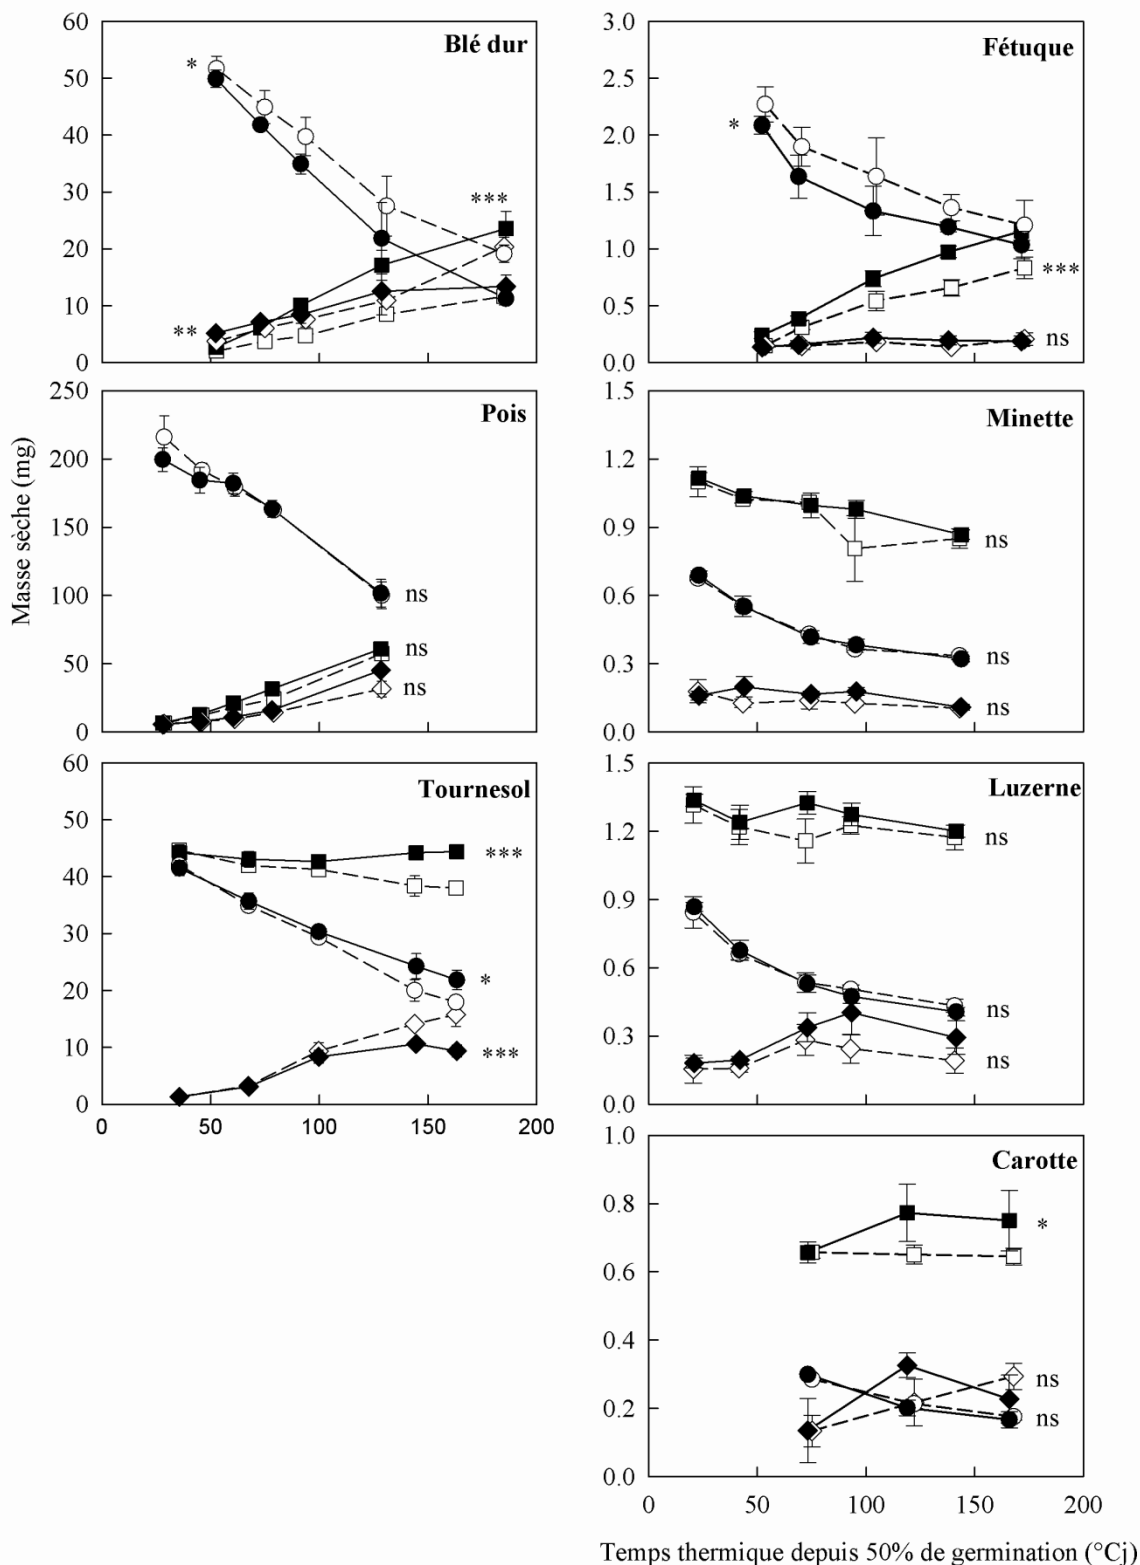 Masse sèche (mg)
Blé dur
60
50
40
30
20
10
0
*
**
***
Fétuque
3.0
2.5
2.0
1.5
1.0
0.5
0.0
*
***
ns
Pois
250
200
150
100
50
0
ns
ns
ns
Minette
1.5
1.2
0.9
0.6
0.3
0.0
ns
ns
ns
Tournesol
60
50
40
30
20
10
0
***
*
***
0 50 100 150 200
Luzerne
1.5
1.2
0.9
0.6
0.3
0.0
ns
ns
ns
Carotte
1.0
0.8
0.6
0.4
0.2
0.0
*
ns
ns
0 50 100 150 200
Temps thermique depuis 50% de germination (°Cj)